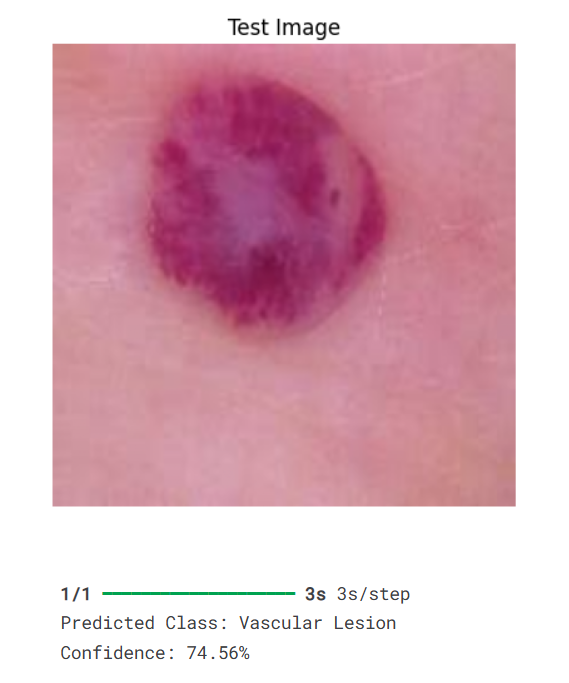 Test Image
1/1 ━━━━━━━━━━━━━━━━━━━━ 3s 3s/step
Predicted Class: Vascular Lesion
Confidence: 74.56%